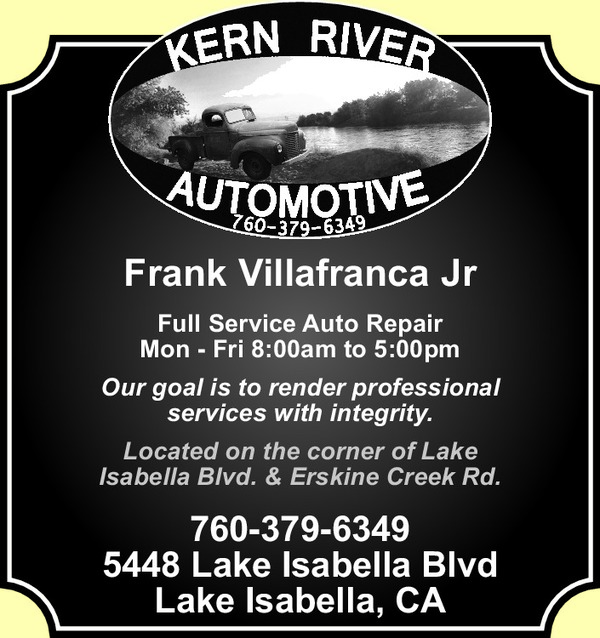 KERN RIVER
AUTOMOTIVE
760-379-6349
Frank Villafranca Jr
Full Service Auto Repair
Mon - Fri 8:00am to 5:00pm
Our goal is to render professional
services with integrity.
Located on the corner of Lake
Isabella Blvd. & Erskine Creek Rd.
760-379-6349
5448 Lake Isabella Blvd
Lake Isabella, CA